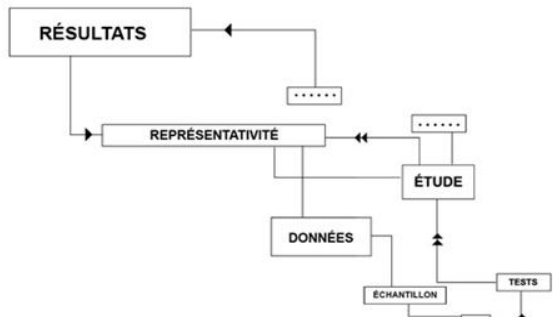 RÉSULTATS
......
......
REPRÉSENTATIVITÉ
ÉTUDE
DONNÉES
TESTS
ÉCHANTILLON